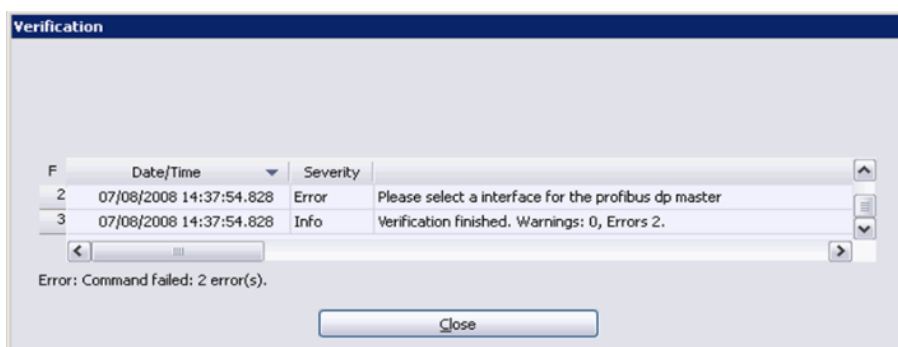 Verification
F Date/Time Severity
2 07/08/2008 14:37:54.828 Error Please select a interface for the profibus dp master
3 07/08/2008 14:37:54.828 Info Verification finished. Warnings: 0, Errors 2.
Error: Command failed: 2 error(s).
Close